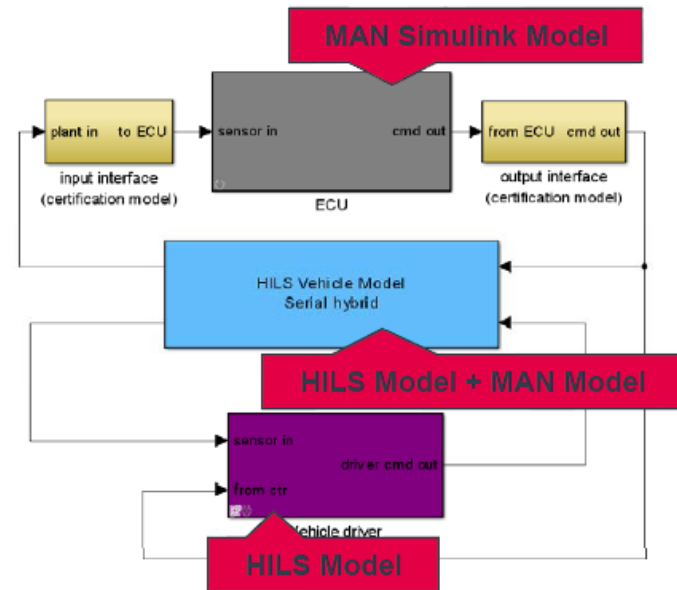 MAN Simulink Model
plant in to ECU
sensor in cmd out
from ECU cmd out
input interface
(certification model)
ECU
output interface
(certification model)
HILS Vehicle Model
Serial hybrid
HILS Model + MAN Model
sensor in
driver cmd out
from ctr
Vehicle driver
HILS Model